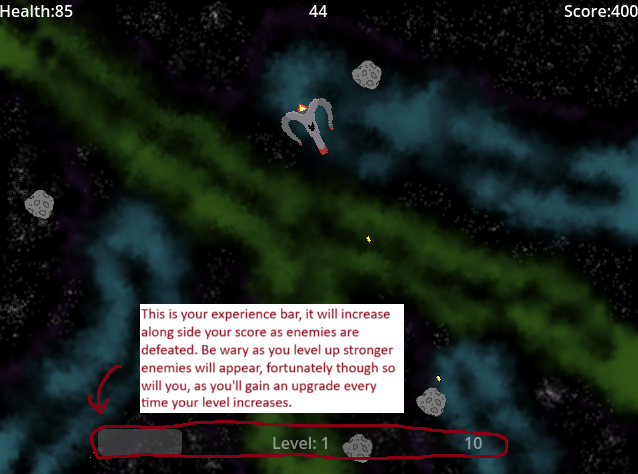 Health:85 44 Score:400
This is your experience bar, it will increase
along side your score as enemies are
defeated. Be wary as you level up stronger
enemies will appear, fortunately though so
will you, as you'll gain an upgrade every
time your level increases.
Level: 1 10